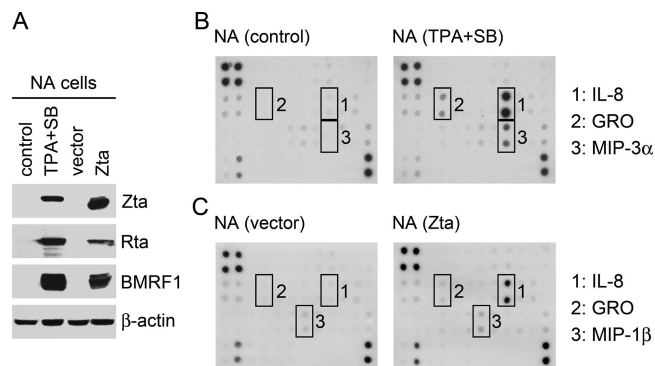 A
NA cells
control
TPA+SB
vector
Zta
Zta
Rta
BMRF1
β-actin
B
NA (control)
NA (TPA+SB)
2
1
3
2
1
3
1: IL-8
2: GRO
3: MIP-3α
C
NA (vector)
NA (Zta)
2
1
3
2
1
3
1: IL-8
2: GRO
3: MIP-1β